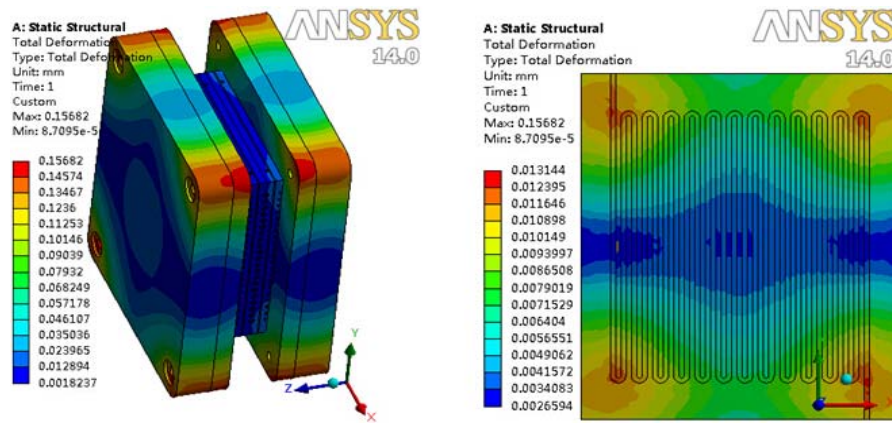 ANSYS
14.0
A: Static Structural
Total Deformation
Type: Total Deformation
Unit: mm
Time: 1
Custom
Max: 0.15682
Min: 8.7095e-5
0.15682
0.14574
0.13467
0.1236
0.11253
0.10146
0.09039
0.07932
0.068249
0.057178
0.046107
0.035036
0.023965
0.012894
0.0018237
Y
Z
X
ANSYS
14.0
A: Static Structural
Total Deformation
Type: Total Deformation
Unit: mm
Time: 1
Custom
Max: 0.15682
Min: 8.7095e-5
0.013144
0.012395
0.011646
0.010898
0.010149
0.0093997
0.0086508
0.0079019
0.0071529
0.006404
0.0056551
0.0049062
0.0041572
0.0034083
0.0026594